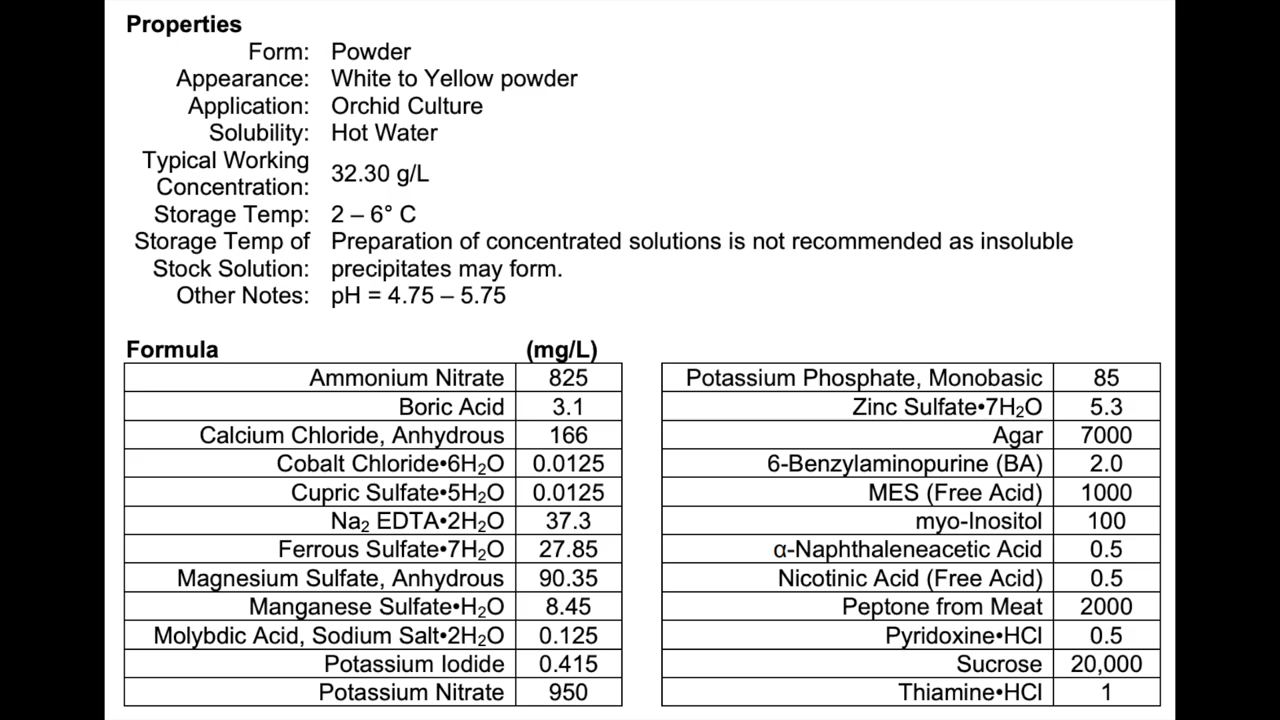 Properties
Form: Powder
Appearance: White to Yellow powder
Application: Orchid Culture
Solubility: Hot Water
Typical Working
Concentration: 32.30 g/L
Storage Temp: 2 – 6° C
Storage Temp of Preparation of concentrated solutions is not recommended as insoluble
Stock Solution: precipitates may form.
Other Notes: pH = 4.75 – 5.75
Formula (mg/L)
Ammonium Nitrate 825
Boric Acid 3.1
Calcium Chloride, Anhydrous 166
Cobalt Chloride•6H₂O 0.0125
Cupric Sulfate•5H₂O 0.0125
Na₂ EDTA•2H₂O 37.3
Ferrous Sulfate•7H₂O 27.85
Magnesium Sulfate, Anhydrous 90.35
Manganese Sulfate•H₂O 8.45
Molybdic Acid, Sodium Salt•2H₂O 0.125
Potassium Iodide 0.415
Potassium Nitrate 950
Potassium Phosphate, Monobasic 85
Zinc Sulfate•7H₂O 5.3
Agar 7000
6-Benzylaminopurine (BA) 2.0
MES (Free Acid) 1000
myo-Inositol 100
α-Naphthaleneacetic Acid 0.5
Nicotinic Acid (Free Acid) 0.5
Peptone from Meat 2000
Pyridoxine•HCl 0.5
Sucrose 20,000
Thiamine•HCl 1